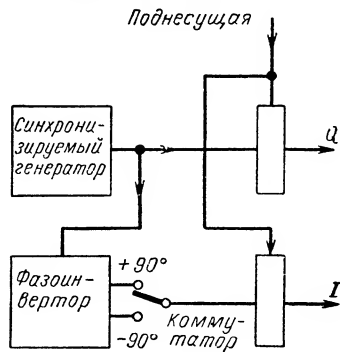 Поднесущая
Синхрони-
зируемый
генератор
Q
Фазоин-
вертор
+90°
-90°
Комму-
татор
I